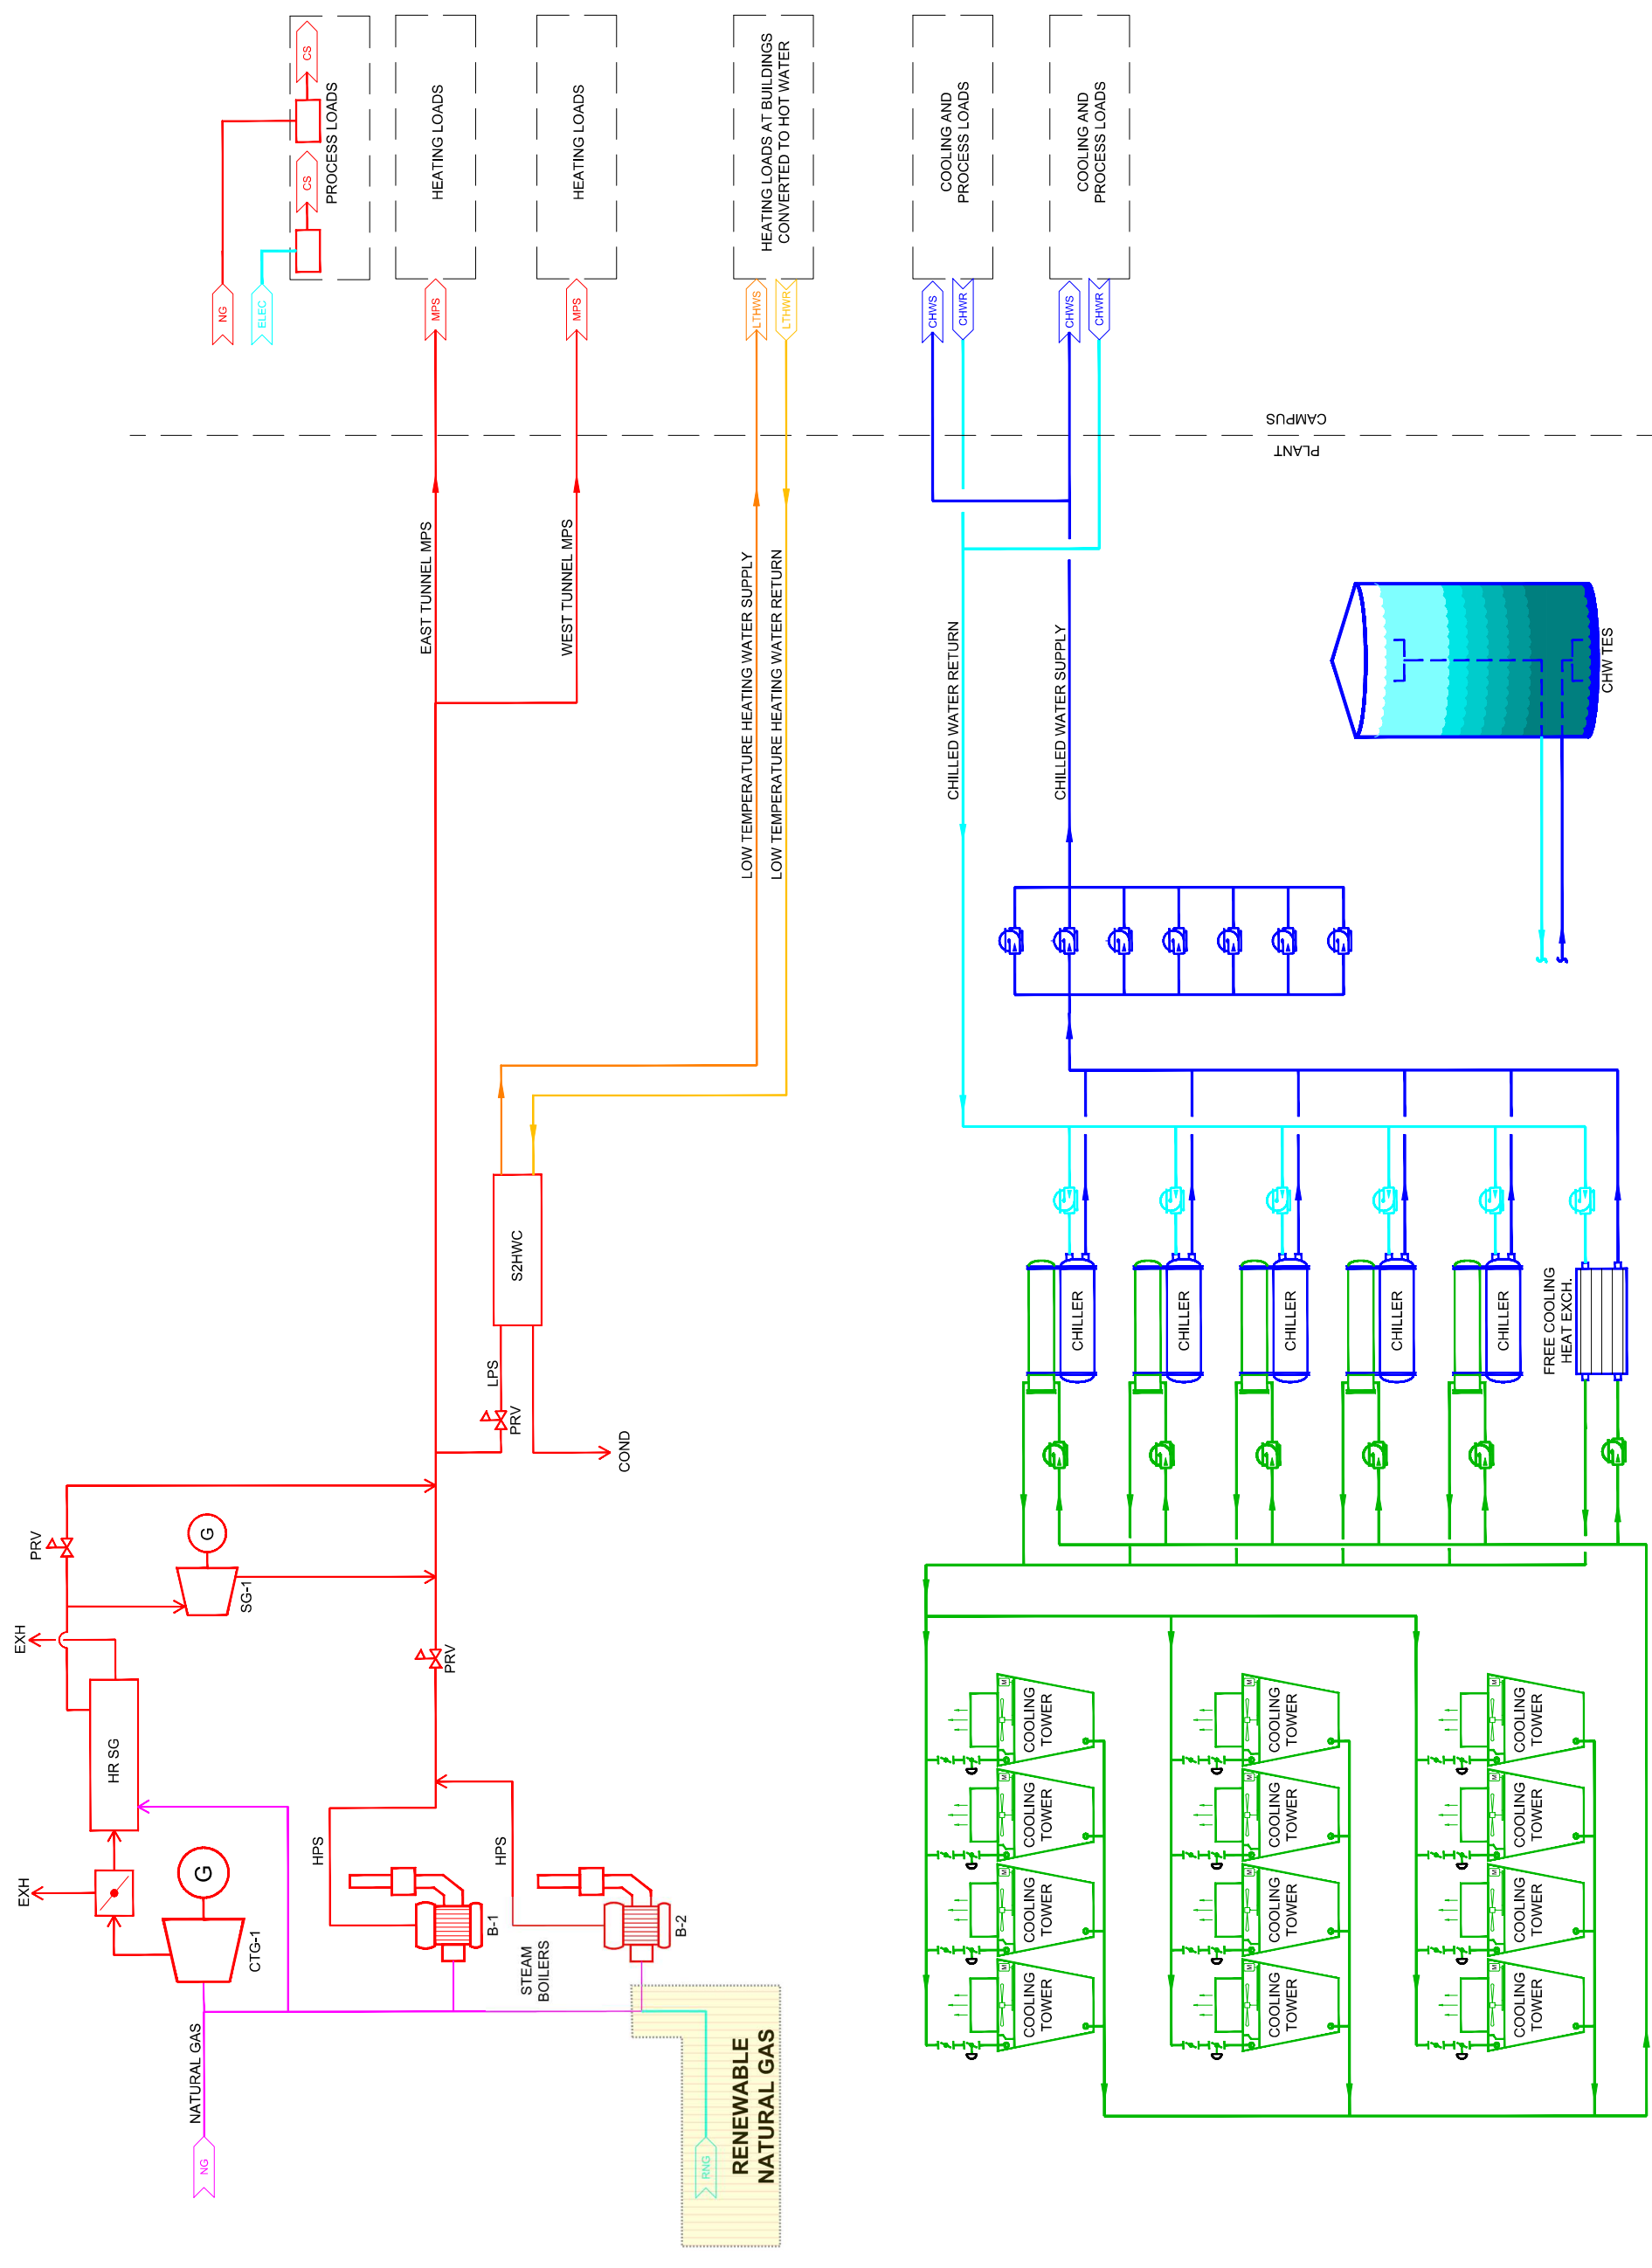 NG
ELEC
CS
CS
PROCESS LOADS
MPS
HEATING LOADS
MPS
HEATING LOADS
LTHWS
LTHWR
HEATING LOADS AT BUILDINGS
CONVERTED TO HOT WATER
CHWS
CHWR
COOLING AND
PROCESS LOADS
CHWS
CHWR
COOLING AND
PROCESS LOADS
CAMPUS
PLANT
EAST TUNNEL MPS
WEST TUNNEL MPS
LOW TEMPERATURE HEATING WATER SUPPLY
LOW TEMPERATURE HEATING WATER RETURN
CHILLED WATER RETURN
CHILLED WATER SUPPLY
CHW TES
S2HWC
LPS
PRV
COND
PRV
G
SG-1
EXH
HR SG
PRV
EXH
G
CTG-1
HPS
B-1
HPS
B-2
STEAM
BOILERS
NATURAL GAS
NG
RNG
RENEWABLE
NATURAL GAS
CHILLER
CHILLER
CHILLER
CHILLER
CHILLER
FREE COOLING
HEAT EXCH.
M
COOLING
TOWER
M
COOLING
TOWER
M
COOLING
TOWER
M
COOLING
TOWER
M
COOLING
TOWER
M
COOLING
TOWER
M
COOLING
TOWER
M
COOLING
TOWER
M
COOLING
TOWER
M
COOLING
TOWER
M
COOLING
TOWER
M
COOLING
TOWER